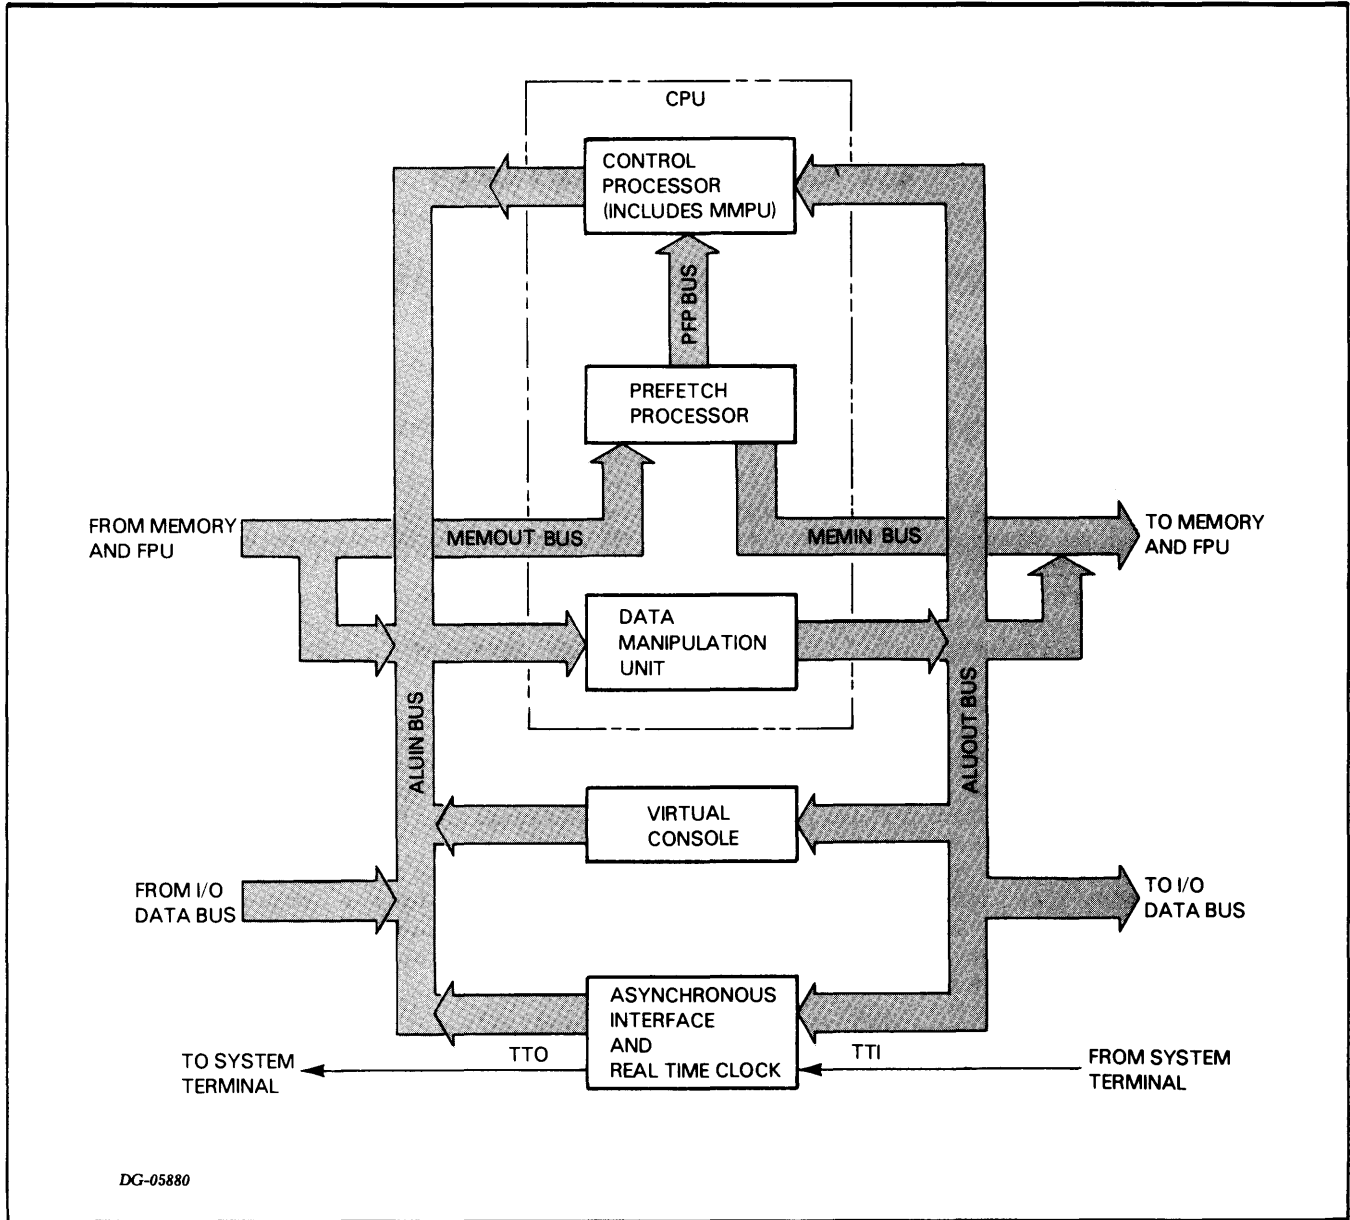 CPU
CONTROL
PROCESSOR
(INCLUDES MMPU)
PFP BUS
PREFETCH
PROCESSOR
FROM MEMORY
AND FPU
MEMOUT BUS
MEMIN BUS
TO MEMORY
AND FPU
DATA
MANIPULATION
UNIT
ALUIN BUS
ALUOUT BUS
VIRTUAL
CONSOLE
FROM I/O
DATA BUS
TO I/O
DATA BUS
ASYNCHRONOUS
INTERFACE
AND
REAL TIME CLOCK
TTO
TTI
TO SYSTEM
TERMINAL
FROM SYSTEM
TERMINAL
DG-05880